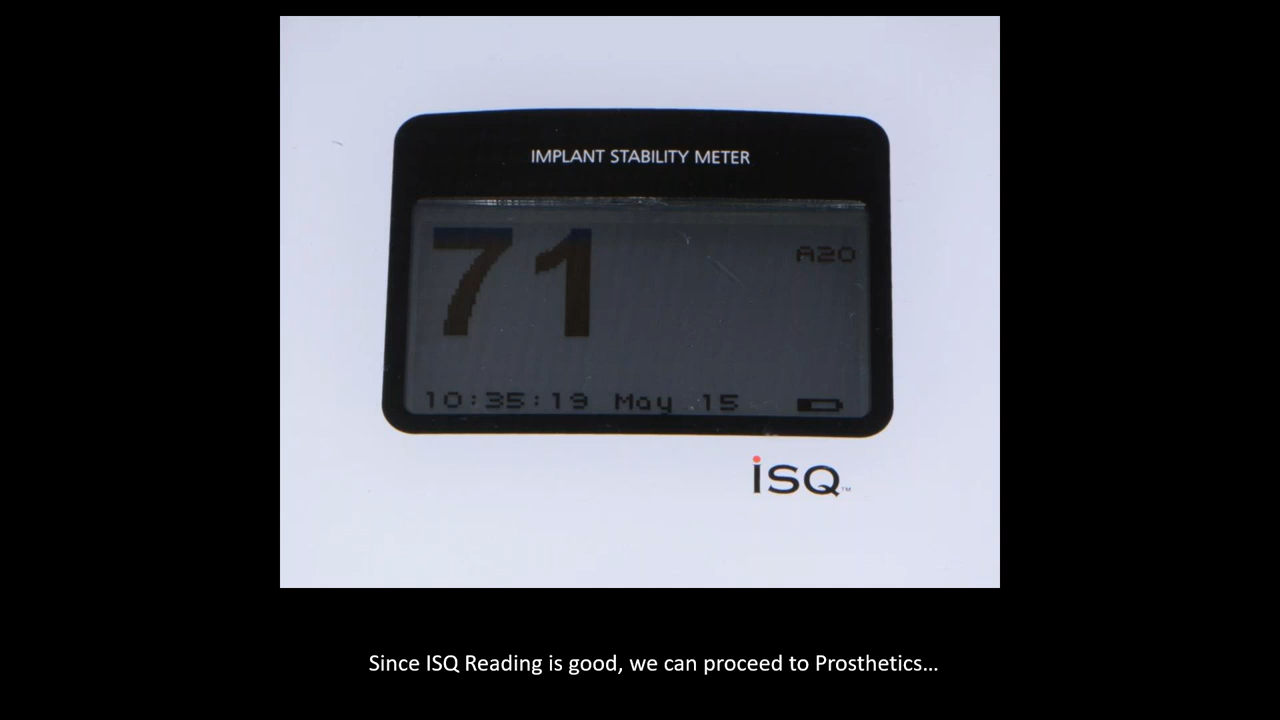 IMPLANT STABILITY METER
71
A20
10:35:19 May 15
iSQ™
Since ISQ Reading is good, we can proceed to Prosthetics…